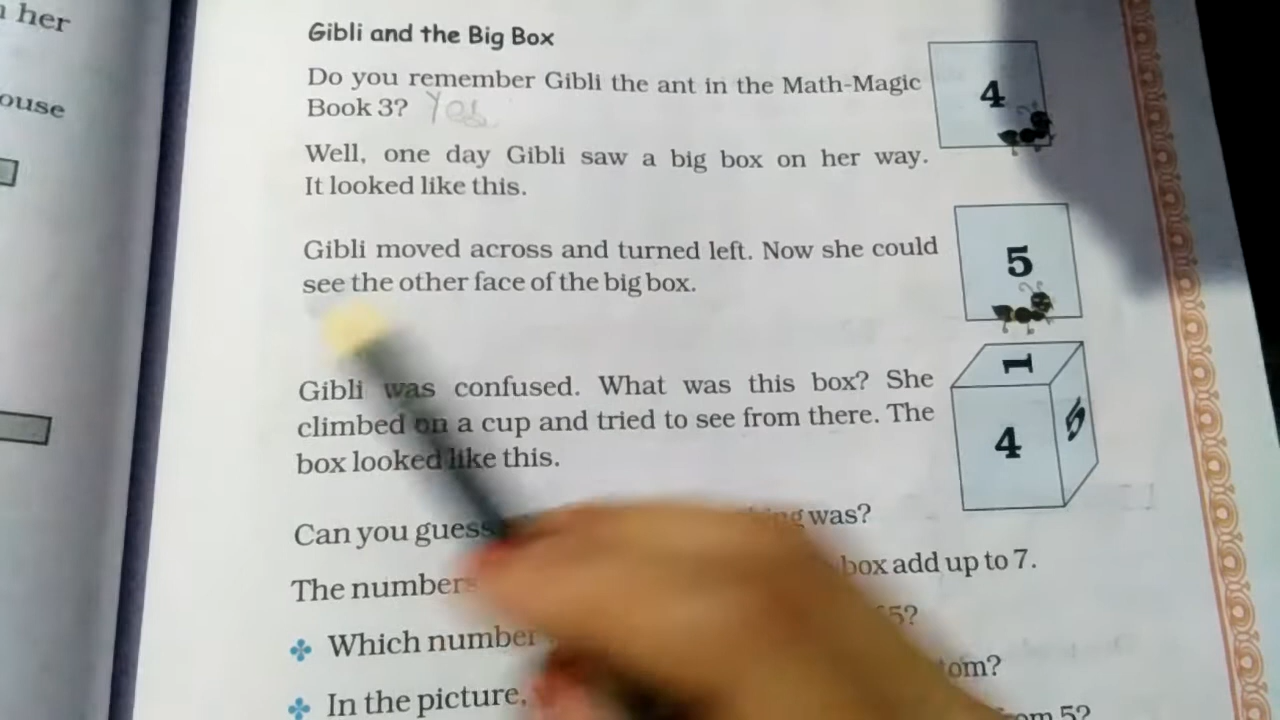 her
ouse
Gibli and the Big Box
Do you remember Gibli the ant in the Math-Magic
Book 3? Yes
4
Well, one day Gibli saw a big box on her way.
It looked like this.
Gibli moved across and turned left. Now she could
see the other face of the big box.
5
Gibli was confused. What was this box? She
climbed on a cup and tried to see from there. The
box looked like this.
1
4
5
Can you guess was?
The numbers box add up to 7.
Which number 5?
In the picture,
from 5?